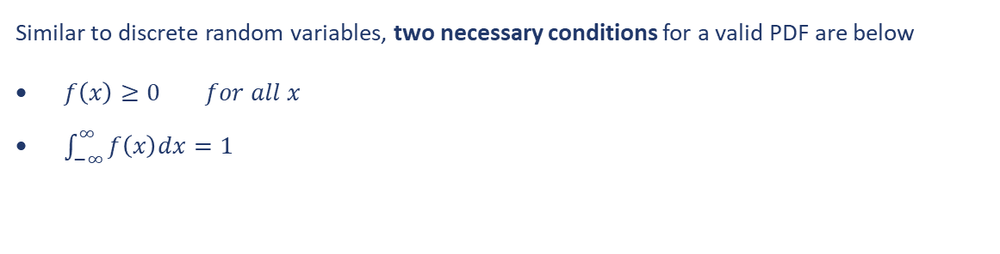 Similar to discrete random variables, two necessary conditions for a valid PDF are below
• f(x) ≥ 0 for all x
• ∫_{−∞}^{∞} f(x)dx = 1